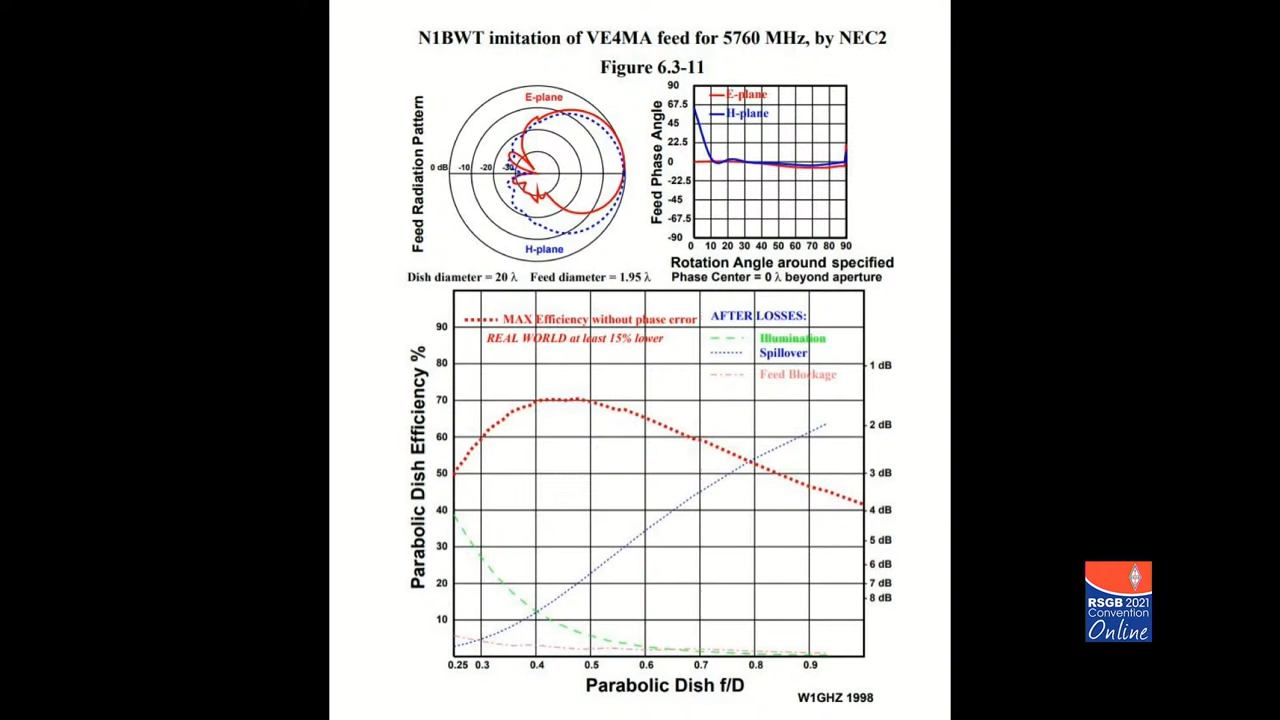 N1BWT imitation of VE4MA feed for 5760 MHz, by NEC2
Figure 6.3-11
Feed Radiation Pattern
E-plane
0 dB -10 -20 -30
H-plane
Feed Phase Angle
90
67.5
45
22.5
0
-22.5
-45
-67.5
-90
E-plane
H-plane
0 10 20 30 40 50 60 70 80 90
Rotation Angle around specified
Phase Center = 0 λ beyond aperture
Dish diameter = 20 λ Feed diameter = 1.95 λ
MAX Efficiency without phase error
REAL WORLD at least 15% lower
AFTER LOSSES:
Illumination
Spillover
Feed Blockage
Parabolic Dish Efficiency %
90
80
70
60
50
40
30
20
10
1 dB
2 dB
3 dB
4 dB
5 dB
6 dB
7 dB
8 dB
0.25 0.3 0.4 0.5 0.6 0.7 0.8 0.9
Parabolic Dish f/D
W1GHZ 1998
RSGB 2021
Convention
Online